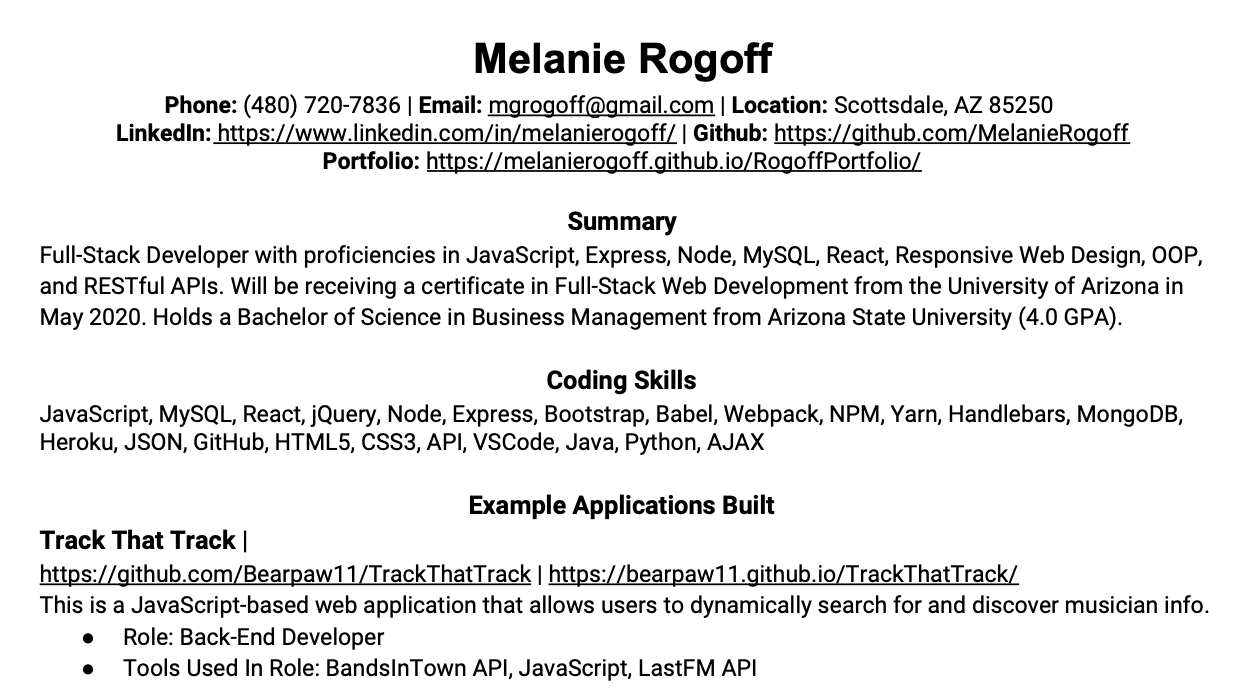 Melanie Rogoff
Phone: (480) 720-7836 | Email: mgrogoff@gmail.com | Location: Scottsdale, AZ 85250
LinkedIn: https://www.linkedin.com/in/melanierogoff/ | Github: https://github.com/MelanieRogoff
Portfolio: https://melanierogoff.github.io/RogoffPortfolio/
Summary
Full-Stack Developer with proficiencies in JavaScript, Express, Node, MySQL, React, Responsive Web Design, OOP,
and RESTful APIs. Will be receiving a certificate in Full-Stack Web Development from the University of Arizona in
May 2020. Holds a Bachelor of Science in Business Management from Arizona State University (4.0 GPA).
Coding Skills
JavaScript, MySQL, React, jQuery, Node, Express, Bootstrap, Babel, Webpack, NPM, Yarn, Handlebars, MongoDB,
Heroku, JSON, GitHub, HTML5, CSS3, API, VSCode, Java, Python, AJAX
Example Applications Built
Track That Track |
https://github.com/Bearpaw11/TrackThatTrack | https://bearpaw11.github.io/TrackThatTrack/
This is a JavaScript-based web application that allows users to dynamically search for and discover musician info.
● Role: Back-End Developer
● Tools Used In Role: BandsInTown API, JavaScript, LastFM API